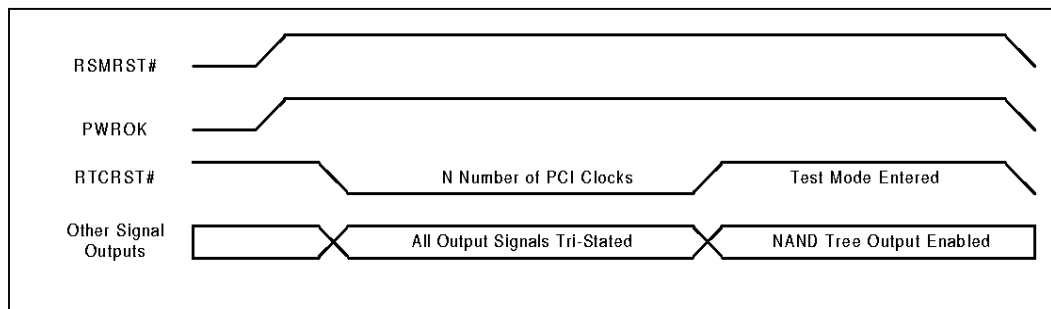 RSMRST#
PWROK
RTCRST#
N Number of PCI Clocks
Test Mode Entered
Other Signal
Outputs
All Output Signals Tri-Stated
NAND Tree Output Enabled